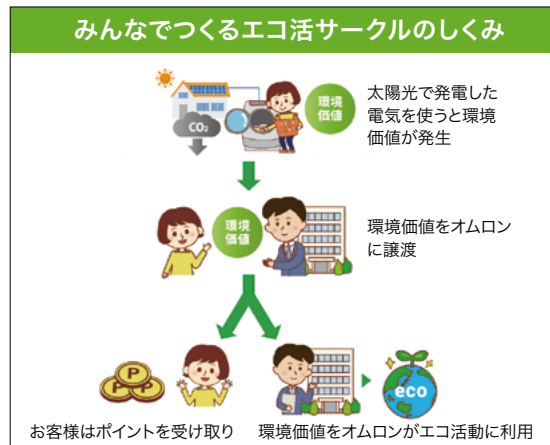 みんなでつくるエコ活サークルのしくみ
環境
価値
CO₂
太陽光で発電した
電気を使うと環境
価値が発生
環境
価値
環境価値をオムロン
に譲渡
P
P
P
eco
お客様はポイントを受け取り
環境価値をオムロンがエコ活動に利用